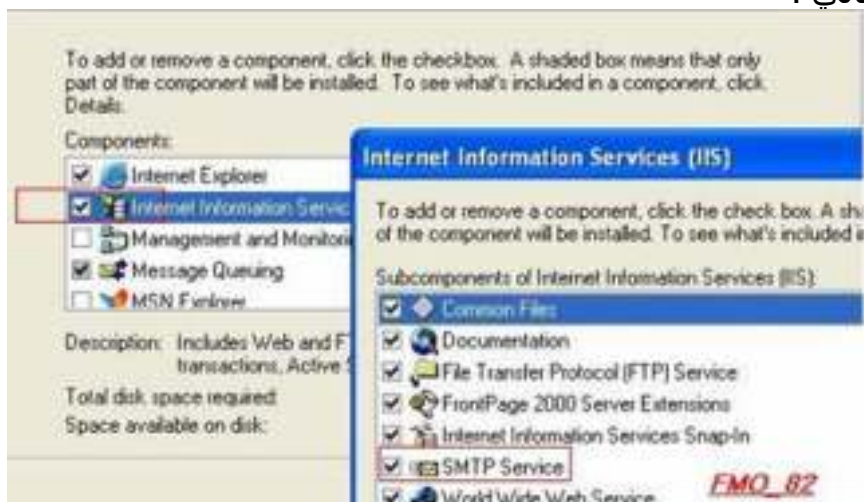 To add or remove a component, click the checkbox. A shaded box means that only
part of the component will be installed. To see what's included in a component, click
Details.
Components:
Internet Explorer
Internet Information Servic
Management and Monitori
Message Queuing
MSN Explorer
Description: Includes Web and F
transactions, Active S
Total disk space required:
Space available on disk:
Internet Information Services (IIS)
To add or remove a component, click the check box. A sha
of the component will be installed. To see what's included i
Subcomponents of Internet Information Services (IIS):
Common Files
Documentation
File Transfer Protocol (FTP) Service
FrontPage 2000 Server Extensions
Internet Information Services Snap-In
SMTP Service
World Wide Web Service
FMO_82